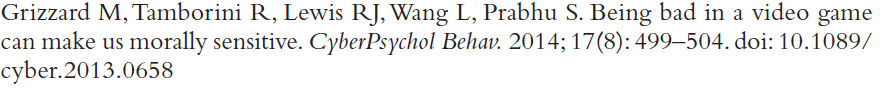 Grizzard M, Tamborini R, Lewis RJ, Wang L, Prabhu S. Being bad in a video game
can make us morally sensitive. CyberPsychol Behav. 2014; 17(8): 499–504. doi: 10.1089/
cyber.2013.0658